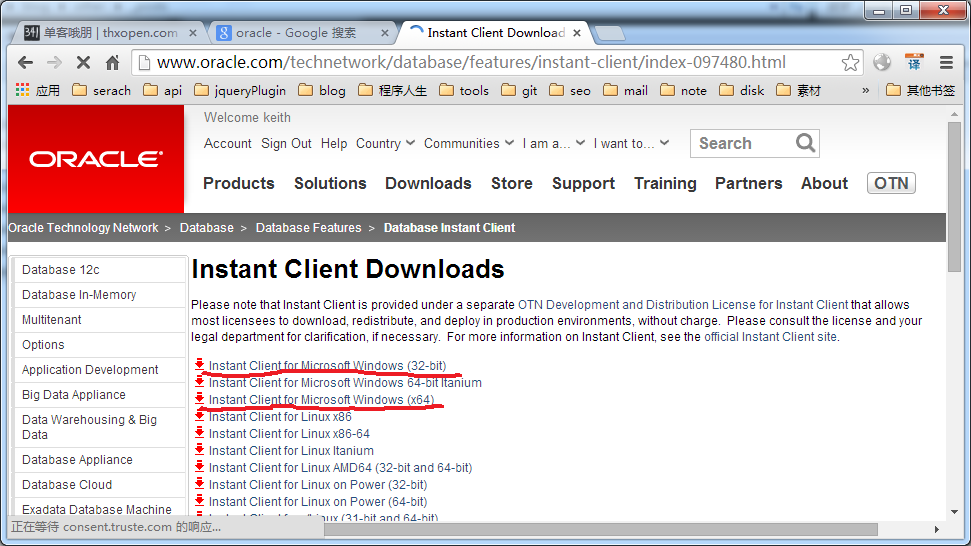 单客哦朋 | thxopen.com
oracle - Google 搜索
Instant Client Download
www.oracle.com/technetwork/database/features/instant-client/index-097480.html
译
应用 serach api jqueryPlugin blog 程序人生 tools git seo mail note disk 素材 » 其他书签
ORACLE
Welcome keith
Account Sign Out Help Country Communities I am a... I want to... Search
Products Solutions Downloads Store Support Training Partners About OTN
Oracle Technology Network > Database > Database Features > Database Instant Client
Database 12c
Database In-Memory
Multitenant
Options
Application Development
Big Data Appliance
Data Warehousing & Big
Data
Database Appliance
Database Cloud
Exadata Database Machine
Instant Client Downloads
Please note that Instant Client is provided under a separate OTN Development and Distribution License for Instant Client that allows
most licensees to download, redistribute, and deploy in production environments, without charge. Please consult the license and your
legal department for clarification, if necessary. For more information on Instant Client, see the official Instant Client site.
Instant Client for Microsoft Windows (32-bit)
Instant Client for Microsoft Windows 64-bit Itanium
Instant Client for Microsoft Windows (x64)
Instant Client for Linux x86
Instant Client for Linux x86-64
Instant Client for Linux Itanium
Instant Client for Linux AMD64 (32-bit and 64-bit)
Instant Client for Linux on Power (32-bit)
Instant Client for Linux on Power (64-bit)
Instant Client for Linux (31-bit and 64-bit)
正在等待 consent.truste.com 的响应...